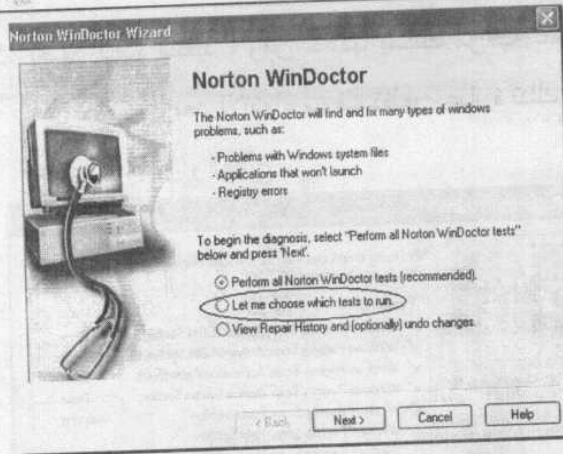 Norton WinDoctor Wizard
Norton WinDoctor
The Norton WinDoctor will find and fix many types of windows
problems, such as:
- Problems with Windows system files
- Applications that won't launch
- Registry errors
To begin the diagnosis, select "Perform all Norton WinDoctor tests"
below and press 'Next'.
Perform all Norton WinDoctor tests (recommended).
Let me choose which tests to run.
View Repair History and (optionally) undo changes.
< Back
Next >
Cancel
Help